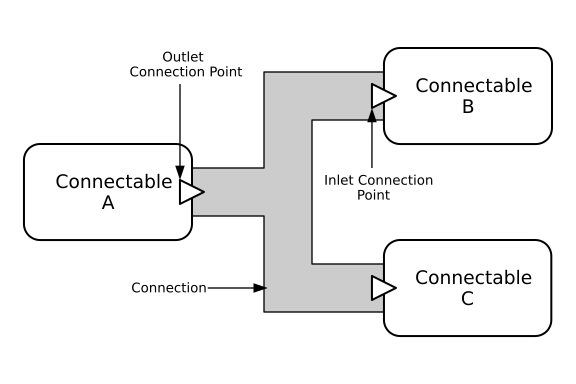 Outlet
Connection Point
Connectable
B
Connectable
A
Inlet Connection
Point
Connection
Connectable
C